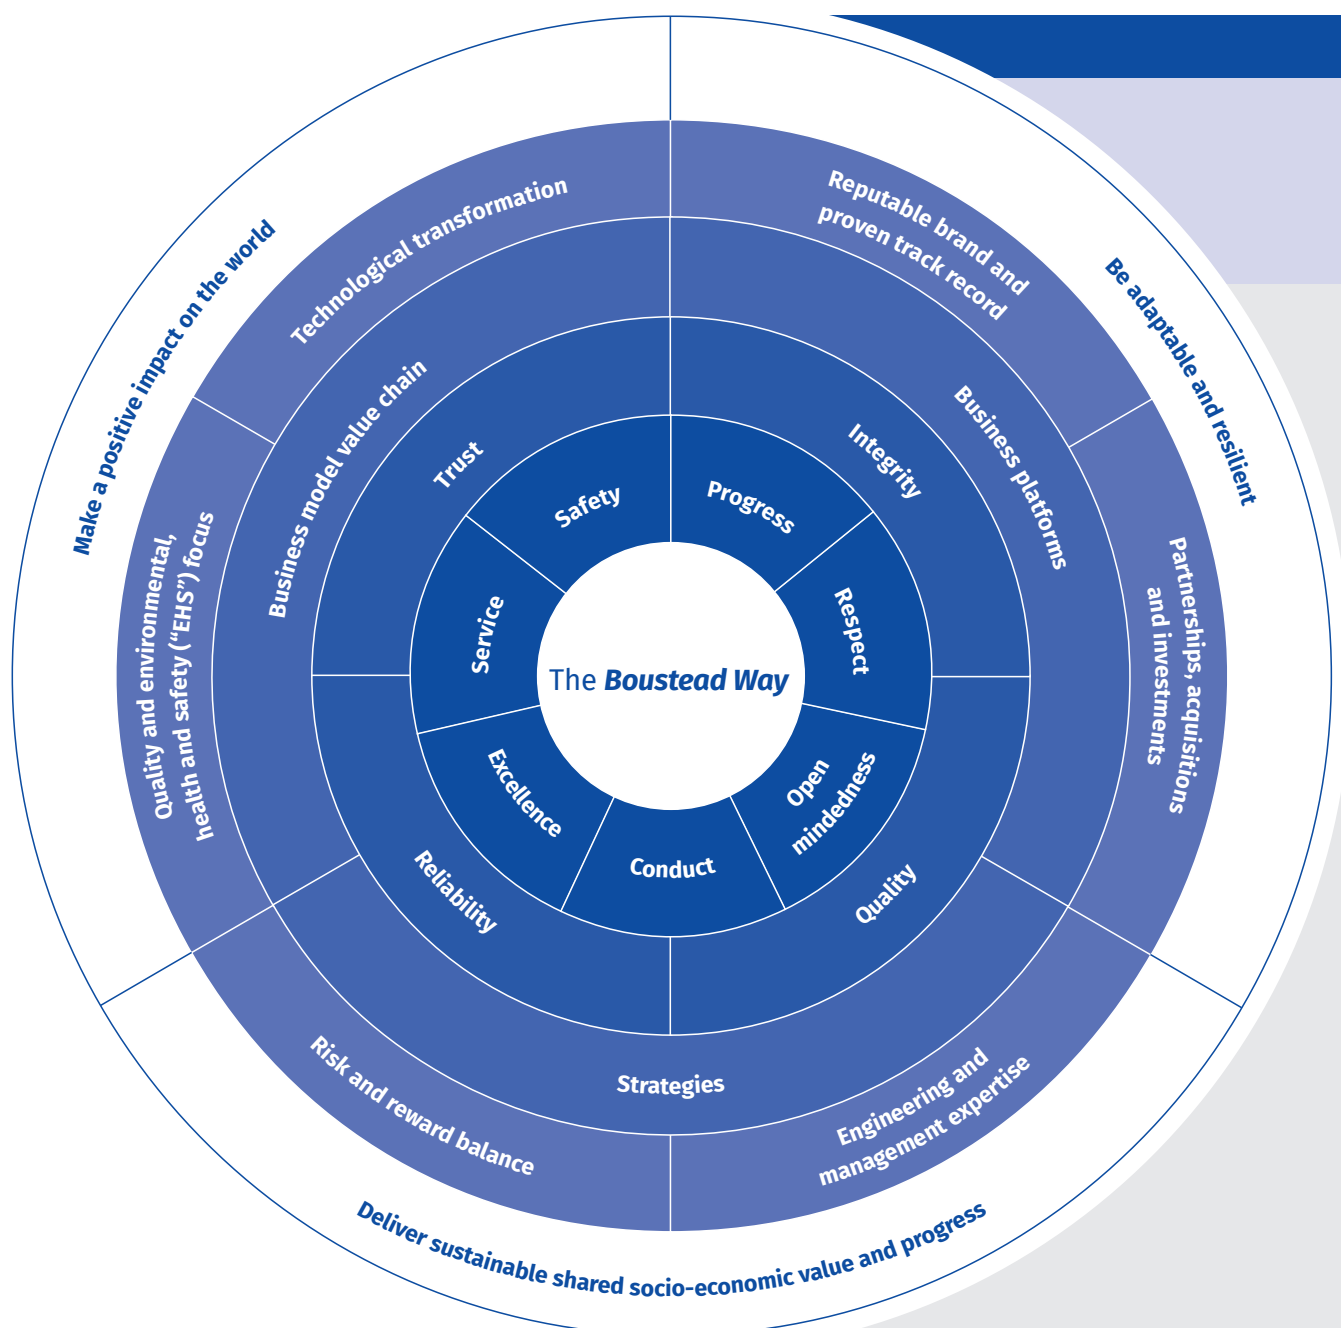 The Boustead Way
Progress
Respect
Open
mindedness
Conduct
Excellence
Service
Safety
Integrity
Quality
Reliability
Trust
Business platforms
Strategies
Business model value chain
Reputable brand and
proven track record
Partnerships, acquisitions
and investments
Engineering and
management expertise
Risk and reward balance
Quality and environmental,
health and safety (“EHS”) focus
Technological transformation
Be adaptable and resilient
Deliver sustainable shared socio-economic value and progress
Make a positive impact on the world